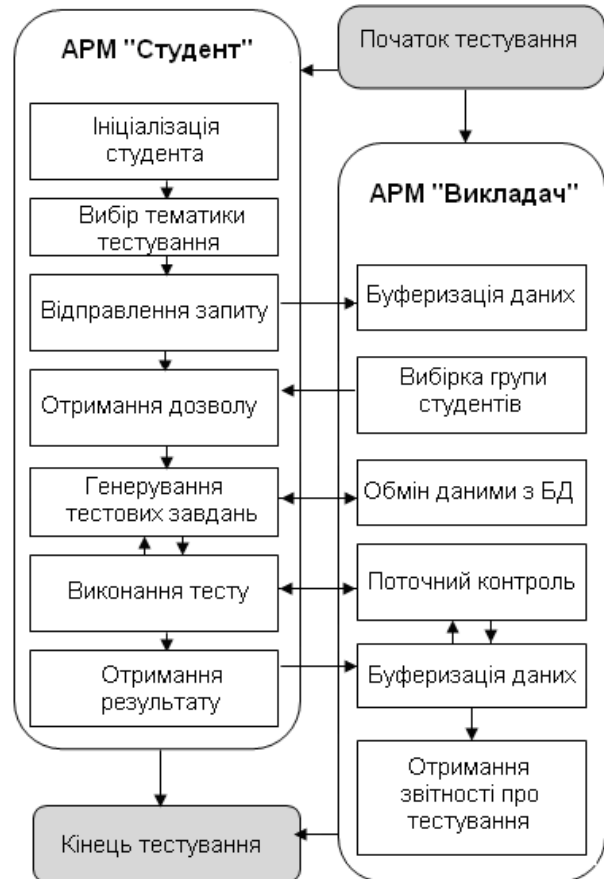 АРМ "Студент"
Ініціалізація
студента
Вибір тематики
тестування
Відправлення запиту
Отримання дозволу
Генерування
тестових завдань
Виконання тесту
Отримання
результату
Початок тестування
АРМ "Викладач"
Буферизація даних
Вибірка групи
студентів
Обмін даними з БД
Поточний контроль
Буферизація даних
Отримання
звітності про
тестування
Кінець тестування